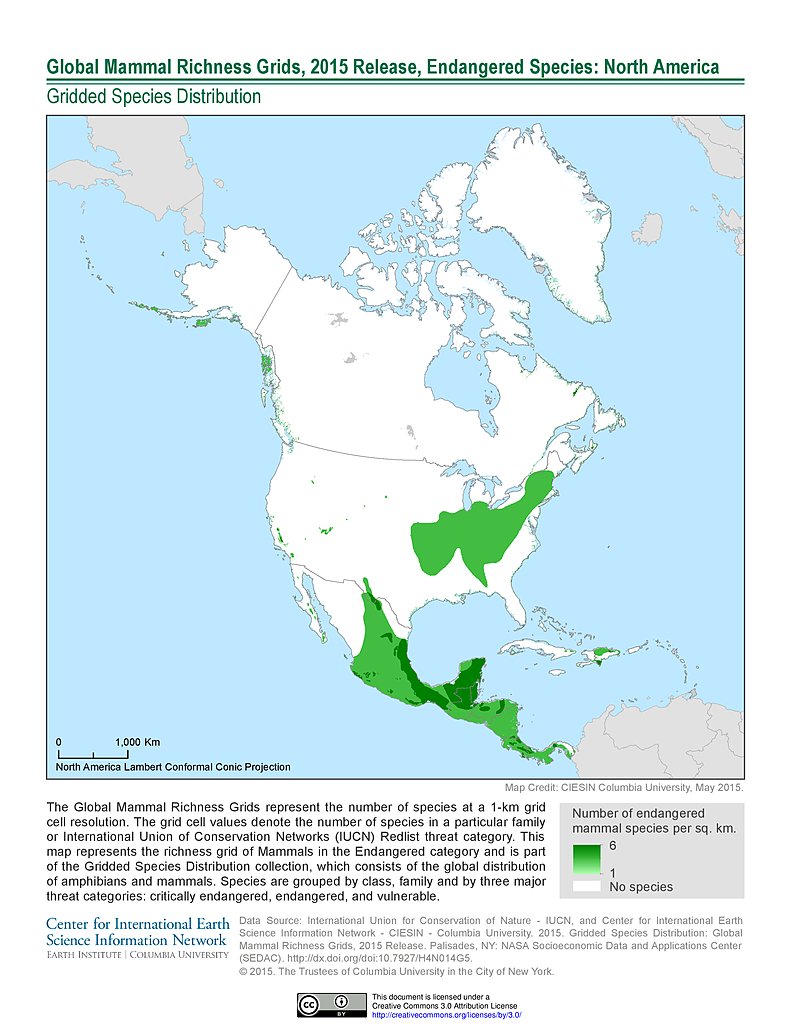 Global Mammal Richness Grids, 2015 Release, Endangered Species: North America
Gridded Species Distribution
0 1,000 Km
North America Lambert Conformal Conic Projection
Map Credit: CIESIN Columbia University, May 2015.
The Global Mammal Richness Grids represent the number of species at a 1-km grid
cell resolution. The grid cell values denote the number of species in a particular family
or International Union of Conservation Networks (IUCN) Redlist threat category. This
map represents the richness grid of Mammals in the Endangered category and is part
of the Gridded Species Distribution collection, which consists of the global distribution
of amphibians and mammals. Species are grouped by class, family and by three major
threat categories: critically endangered, endangered, and vulnerable.
Number of endangered
mammal species per sq. km.
6
1
No species
Center for International Earth
Science Information Network
EARTH INSTITUTE | COLUMBIA UNIVERSITY
Data Source: International Union for Conservation of Nature - IUCN, and Center for International Earth
Science Information Network - CIESIN - Columbia University. 2015. Gridded Species Distribution: Global
Mammal Richness Grids, 2015 Release. Palisades, NY: NASA Socioeconomic Data and Applications Center
(SEDAC). http://dx.doi.org/doi:10.7927/H4N014G5.
© 2015. The Trustees of Columbia University in the City of New York.
cc
BY
This document is licensed under a
Creative Commons 3.0 Attribution License
http://creativecommons.org/licenses/by/3.0/